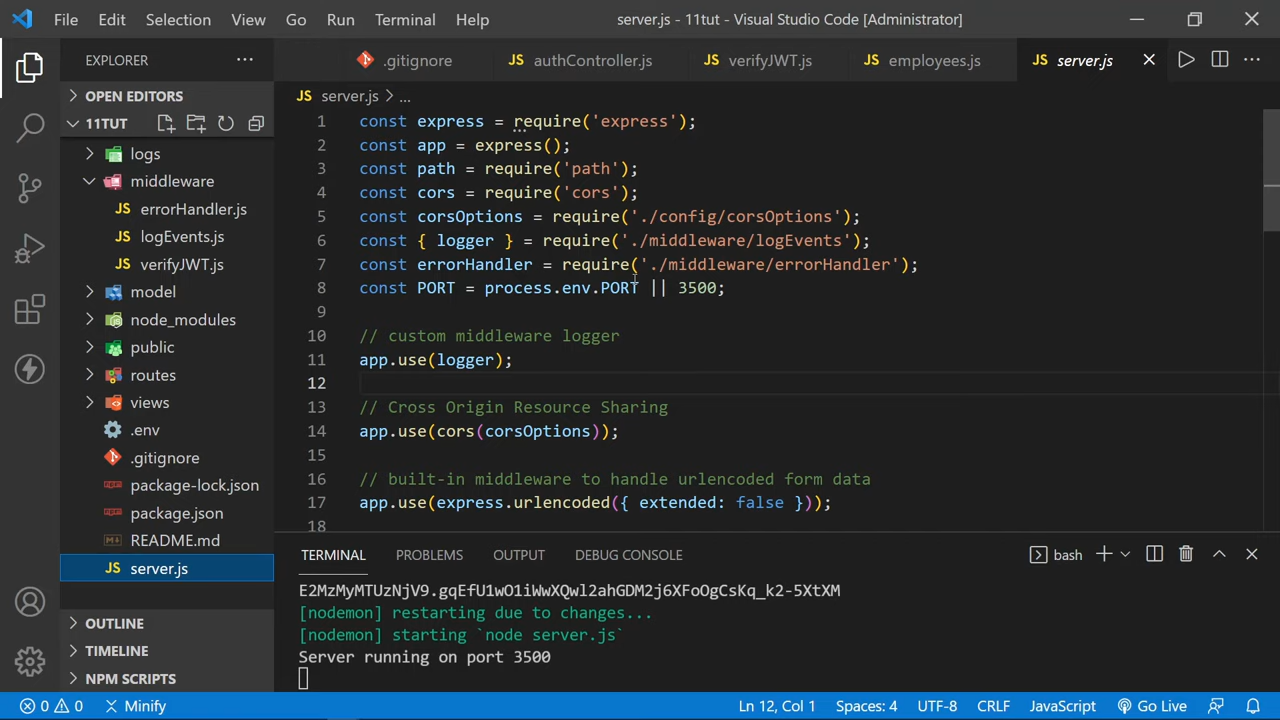 File Edit Selection View Go Run Terminal Help
server.js - 11tut - Visual Studio Code [Administrator]
EXPLORER
.gitignore
JS authController.js
JS verifyJWT.js
JS employees.js
JS server.js
OPEN EDITORS
11TUT
logs
middleware
JS errorHandler.js
JS logEvents.js
JS verifyJWT.js
model
node_modules
public
routes
views
.env
.gitignore
package-lock.json
package.json
README.md
JS server.js
OUTLINE
TIMELINE
NPM SCRIPTS
JS server.js > ...
1 const express = require('express');
2 const app = express();
3 const path = require('path');
4 const cors = require('cors');
5 const corsOptions = require('./config/corsOptions');
6 const { logger } = require('./middleware/logEvents');
7 const errorHandler = require('./middleware/errorHandler');
8 const PORT = process.env.PORT || 3500;
9
10 // custom middleware logger
11 app.use(logger);
12
13 // Cross Origin Resource Sharing
14 app.use(cors(corsOptions));
15
16 // built-in middleware to handle urlencoded form data
17 app.use(express.urlencoded({ extended: false }));
18
TERMINAL PROBLEMS OUTPUT DEBUG CONSOLE
bash
E2MzMyMTUzNjV9.gqEfU1wO1iWwXQwl2ahGDM2j6XFoOgCsKq_k2-5XtXM
[nodemon] restarting due to changes...
[nodemon] starting `node server.js`
Server running on port 3500
0 0 Minify
Ln 12, Col 1 Spaces: 4 UTF-8 CRLF JavaScript Go Live